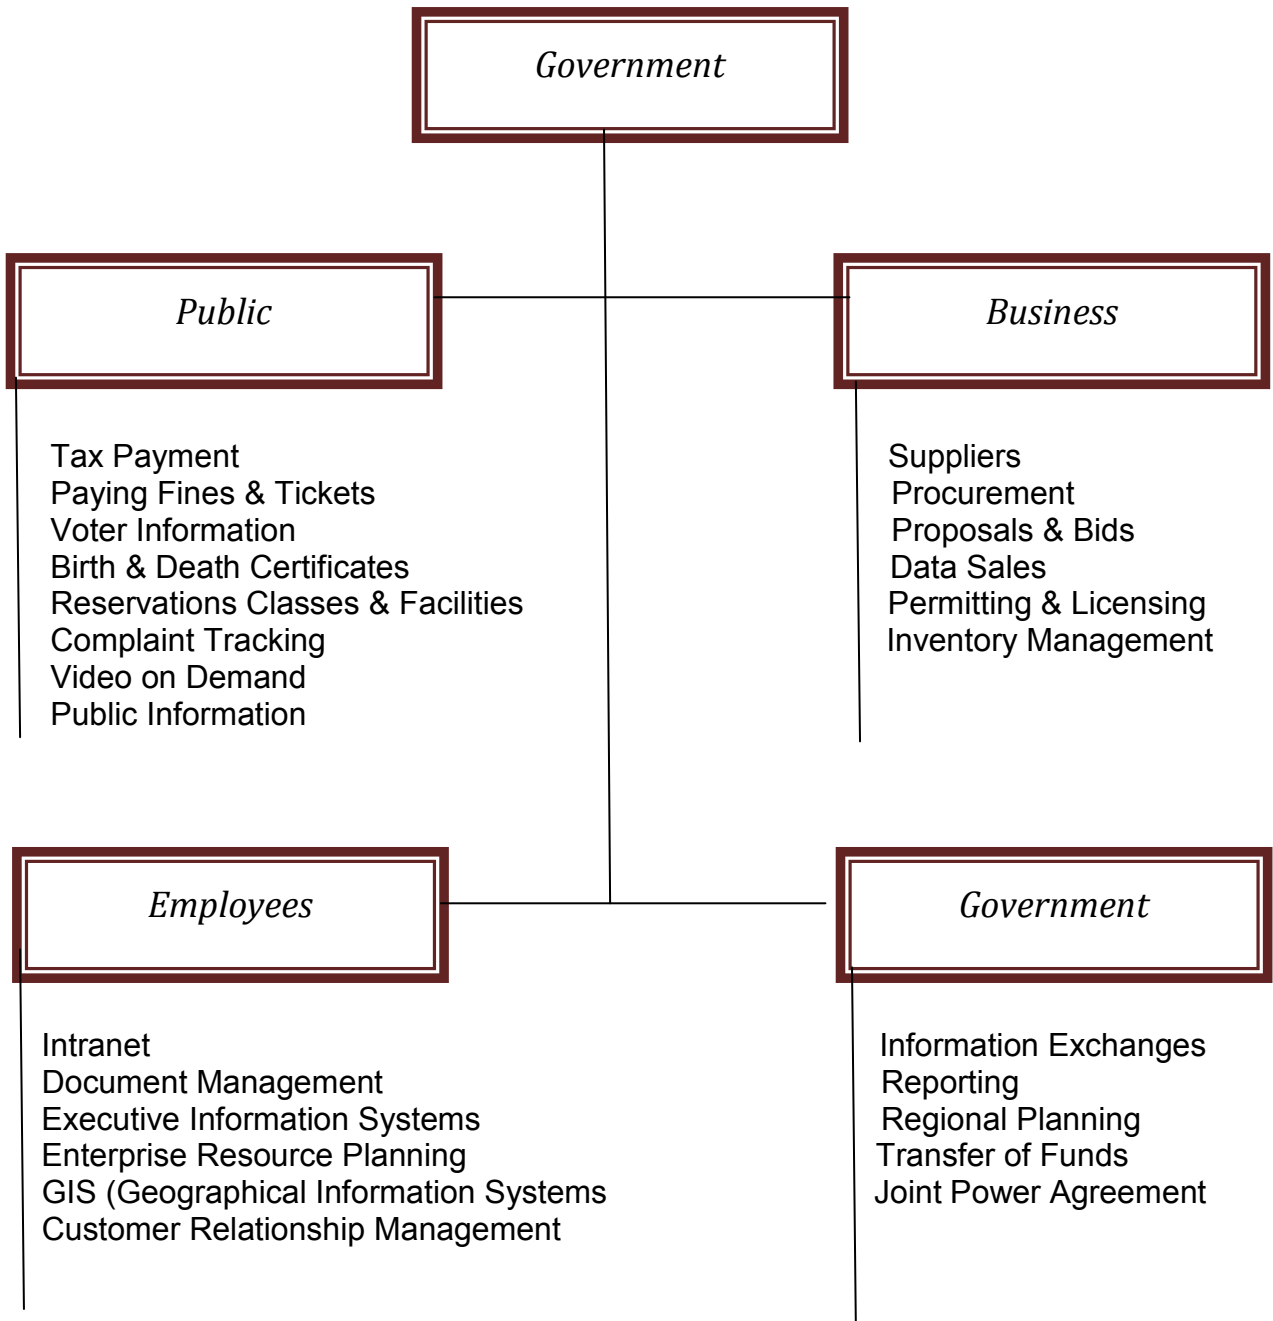 Government
Public
Business
Tax Payment
Paying Fines & Tickets
Voter Information
Birth & Death Certificates
Reservations Classes & Facilities
Complaint Tracking
Video on Demand
Public Information
Suppliers
Procurement
Proposals & Bids
Data Sales
Permitting & Licensing
Inventory Management
Employees
Government
Intranet
Document Management
Executive Information Systems
Enterprise Resource Planning
GIS (Geographical Information Systems
Customer Relationship Management
Information Exchanges
Reporting
Regional Planning
Transfer of Funds
Joint Power Agreement